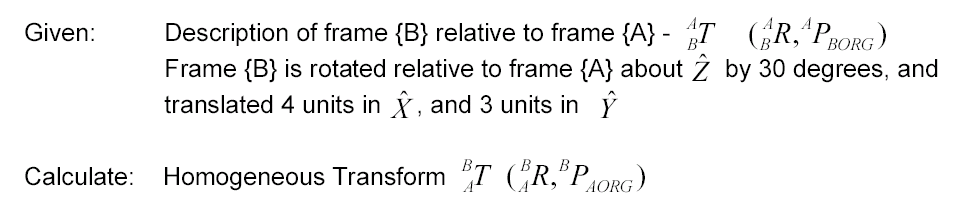 Given: Description of frame {B} relative to frame {A} - $^{A}_{B}T$ ($^{A}_{B}R, ^{A}P_{BORG}$)
Frame {B} is rotated relative to frame {A} about $\hat{Z}$ by 30 degrees, and
translated 4 units in $\hat{X}$, and 3 units in $\hat{Y}$
Calculate: Homogeneous Transform $^{B}_{A}T$ ($^{B}_{A}R, ^{B}P_{AORG}$)